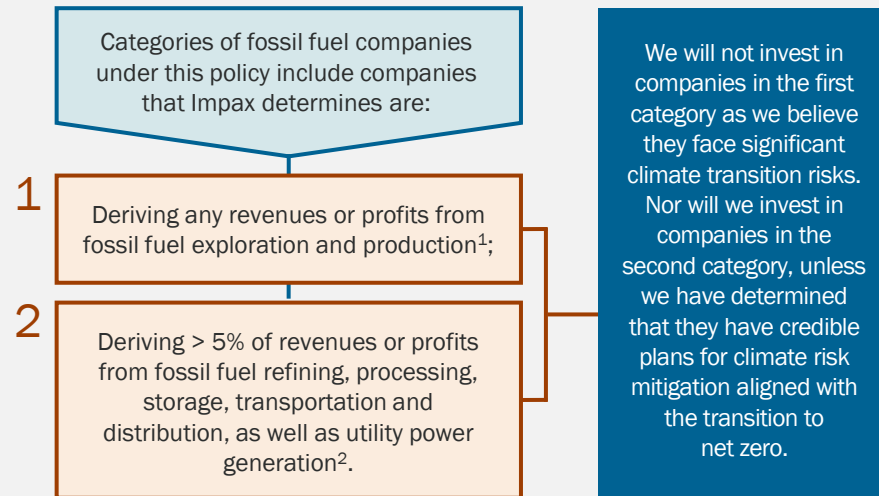 Categories of fossil fuel companies
under this policy include companies
that Impax determines are:
1
Deriving any revenues or profits from
fossil fuel exploration and production¹;
2
Deriving > 5% of revenues or profits
from fossil fuel refining, processing,
storage, transportation and
distribution, as well as utility power
generation².
We will not invest in
companies in the first
category as we believe
they face significant
climate transition risks.
Nor will we invest in
companies in the
second category, unless
we have determined
that they have credible
plans for climate risk
mitigation aligned with
the transition to
net zero.